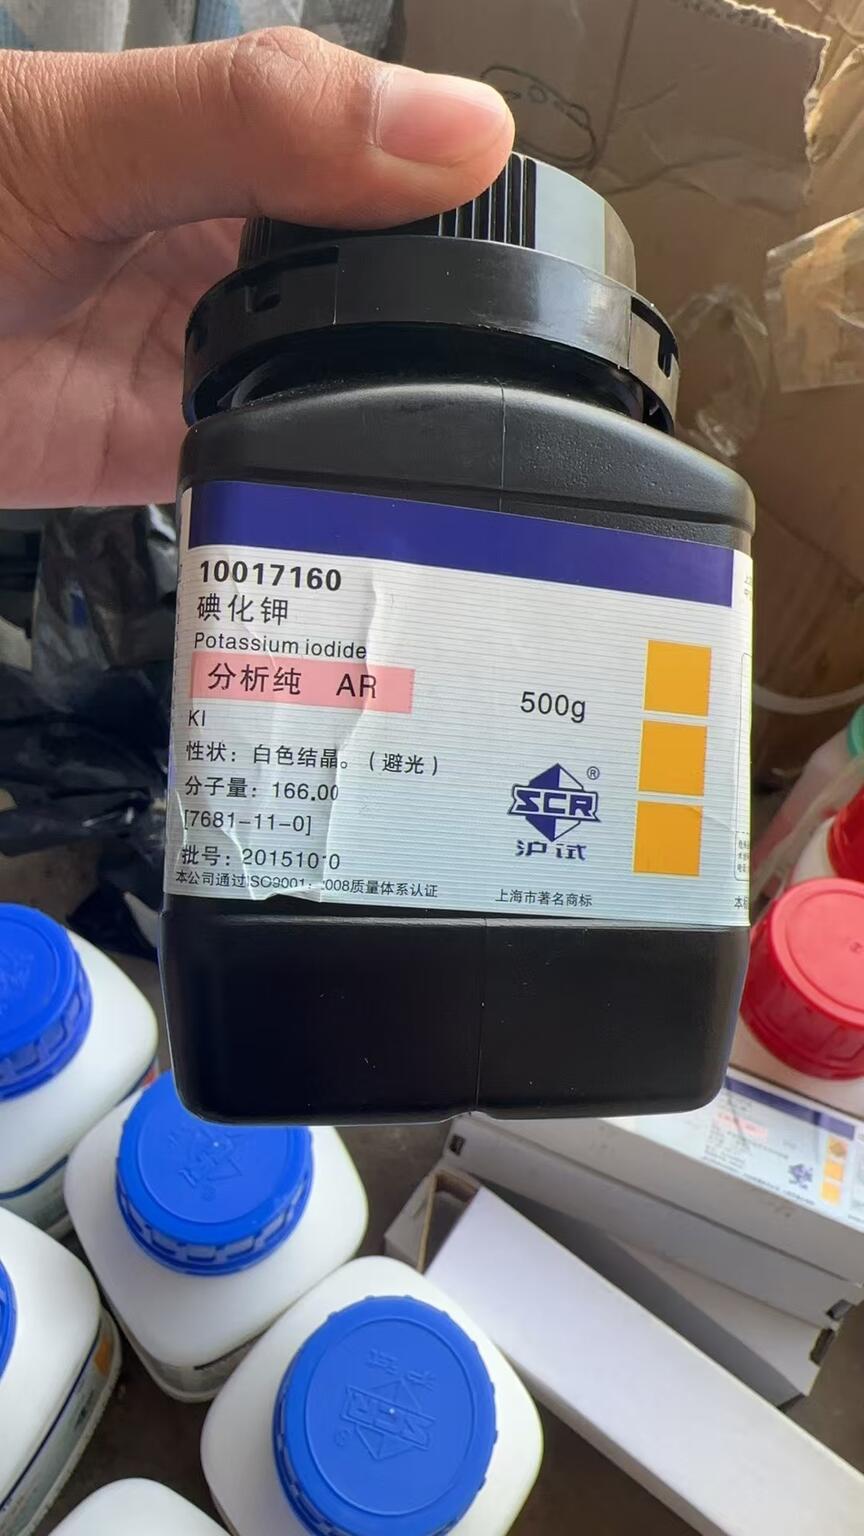 10017160
碘化钾
Potassium iodide
分析纯 AR
500g
KI
性状：白色结晶。（避光）
分子量：166.00
[7681-11-0]
SCR®
沪试
批号：20151010
本公司通过ISO9001：2008质量体系认证
上海市著名商标
SCR